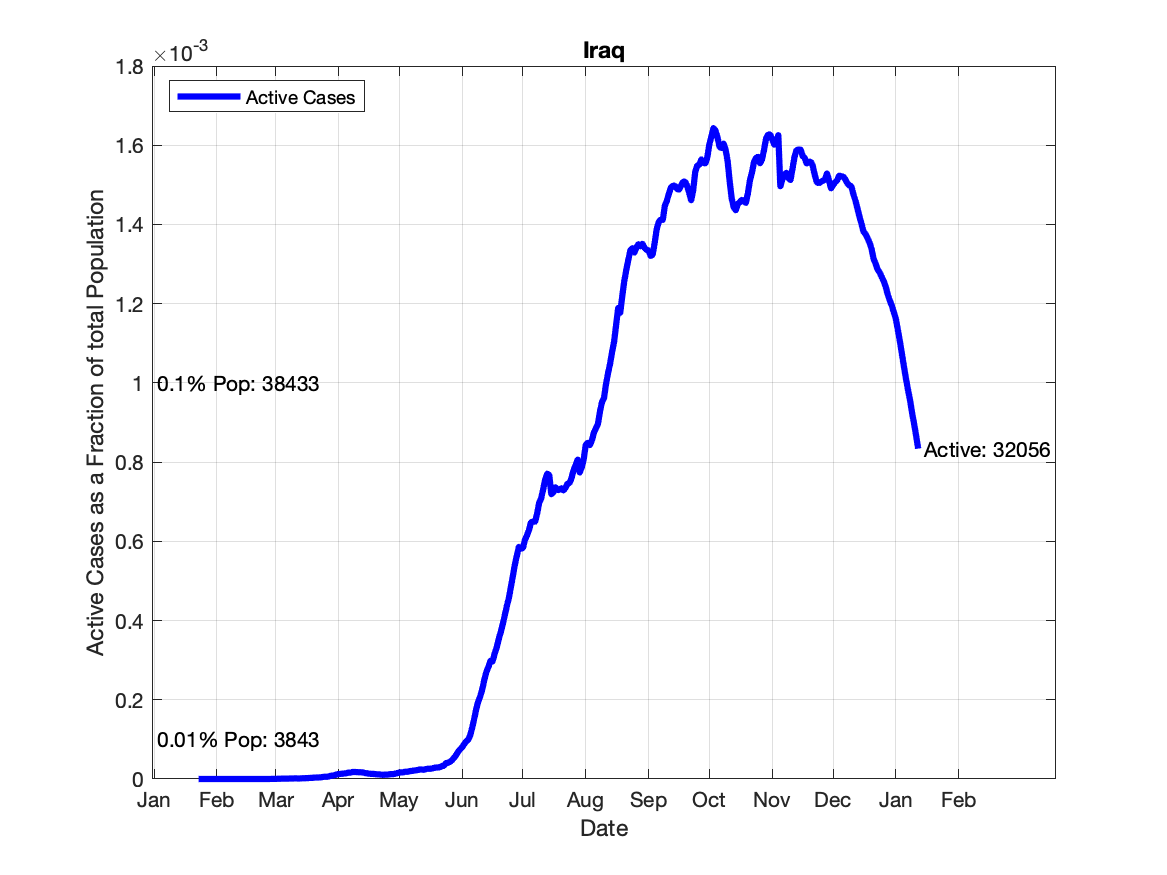 Iraq
×10-3
Active Cases
1.8
1.6
1.4
1.2
1
0.8
0.6
0.4
0.2
0
0.1% Pop: 38433
0.01% Pop: 3843
Active: 32056
Active Cases as a Fraction of total Population
Jan Feb Mar Apr May Jun Jul Aug Sep Oct Nov Dec Jan Feb
Date